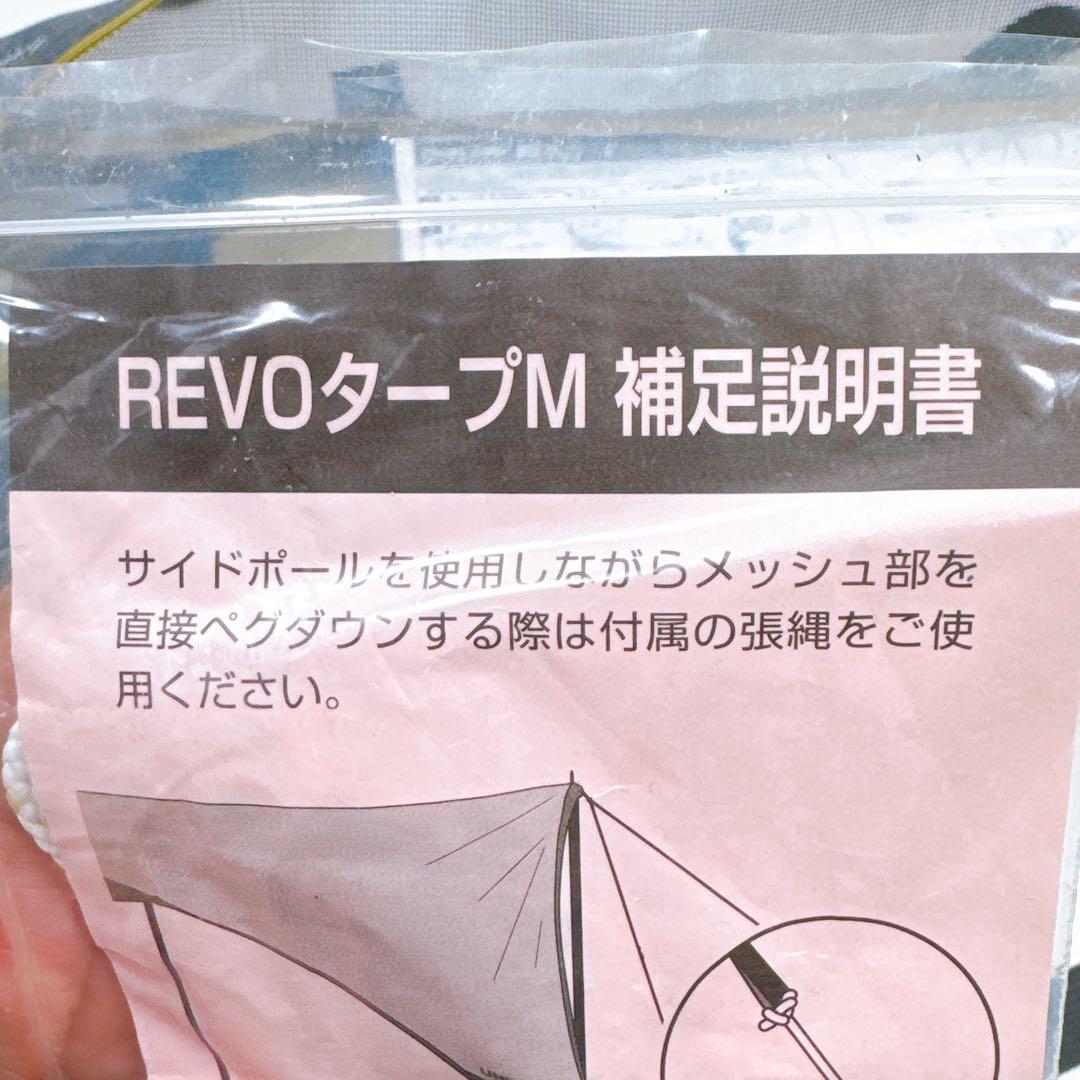 REVOタープM 補足説明書
サイドポールを使用しながらメッシュ部を
直接ペグダウンする際は付属の張縄をご使
用ください。